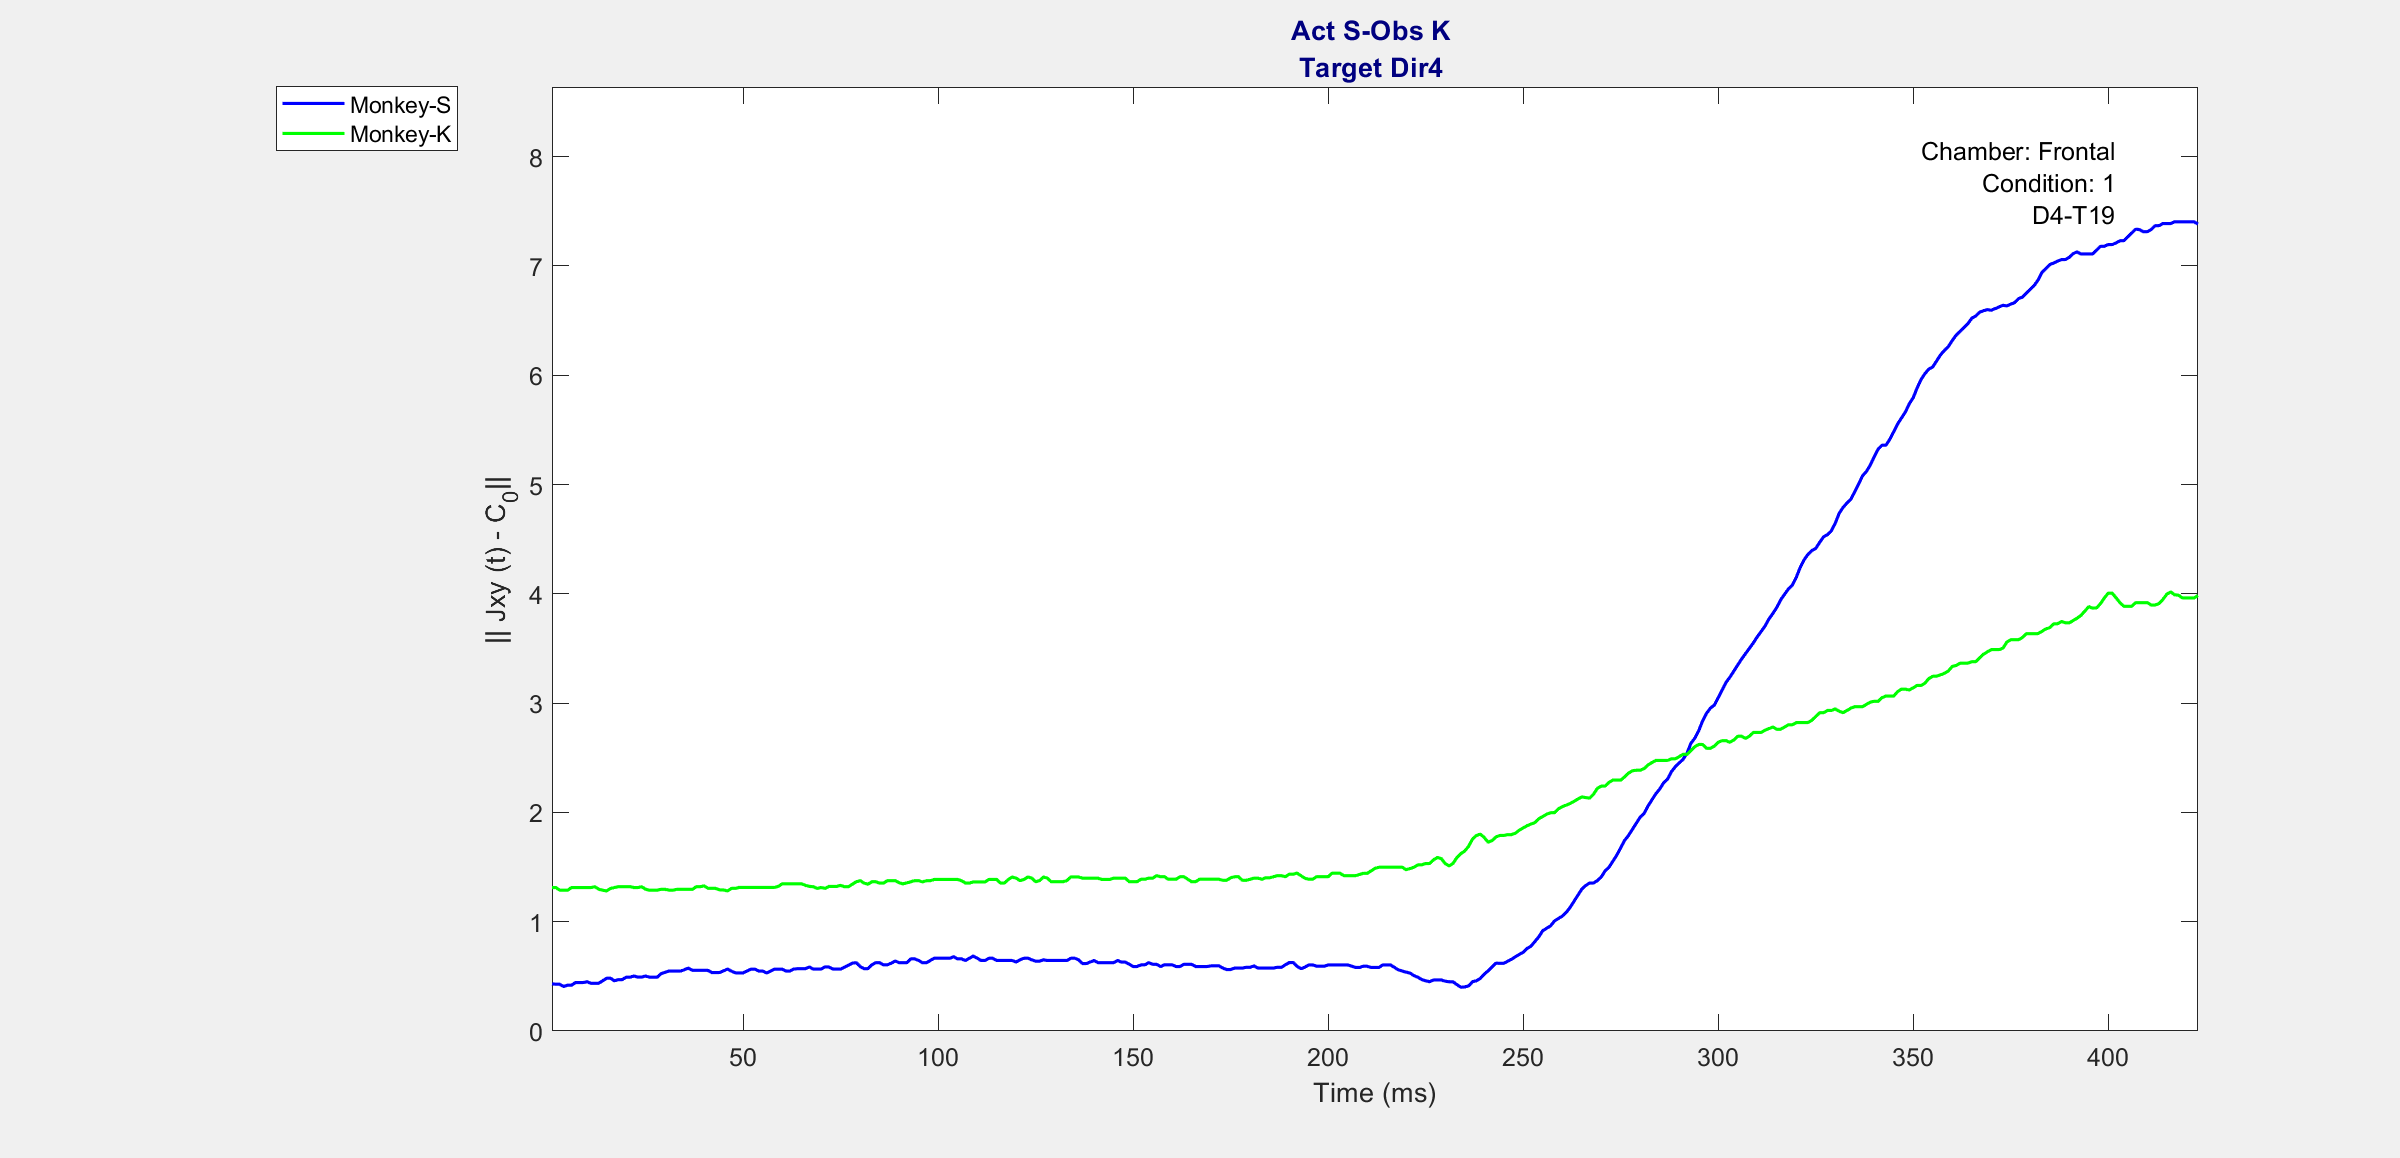 Act S-Obs K
Target Dir4
Monkey-S
Monkey-K
Chamber: Frontal
Condition: 1
D4-T19
|| Jxy (t) - C0||
8
7
6
5
4
3
2
1
0
50 100 150 200 250 300 350 400
Time (ms)